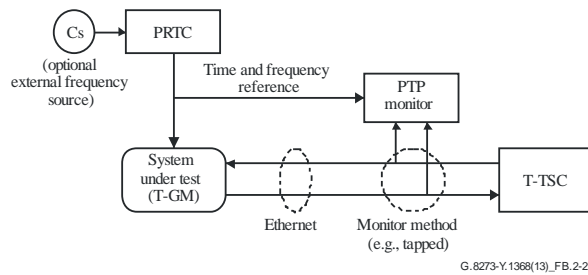 Cs
PRTC
(optional
external frequency
source)
Time and frequency
reference
PTP
monitor
System
under test
(T-GM)
T-TSC
Ethernet
Monitor method
(e.g., tapped)
G.8273-Y.1368(13)_FB.2-2